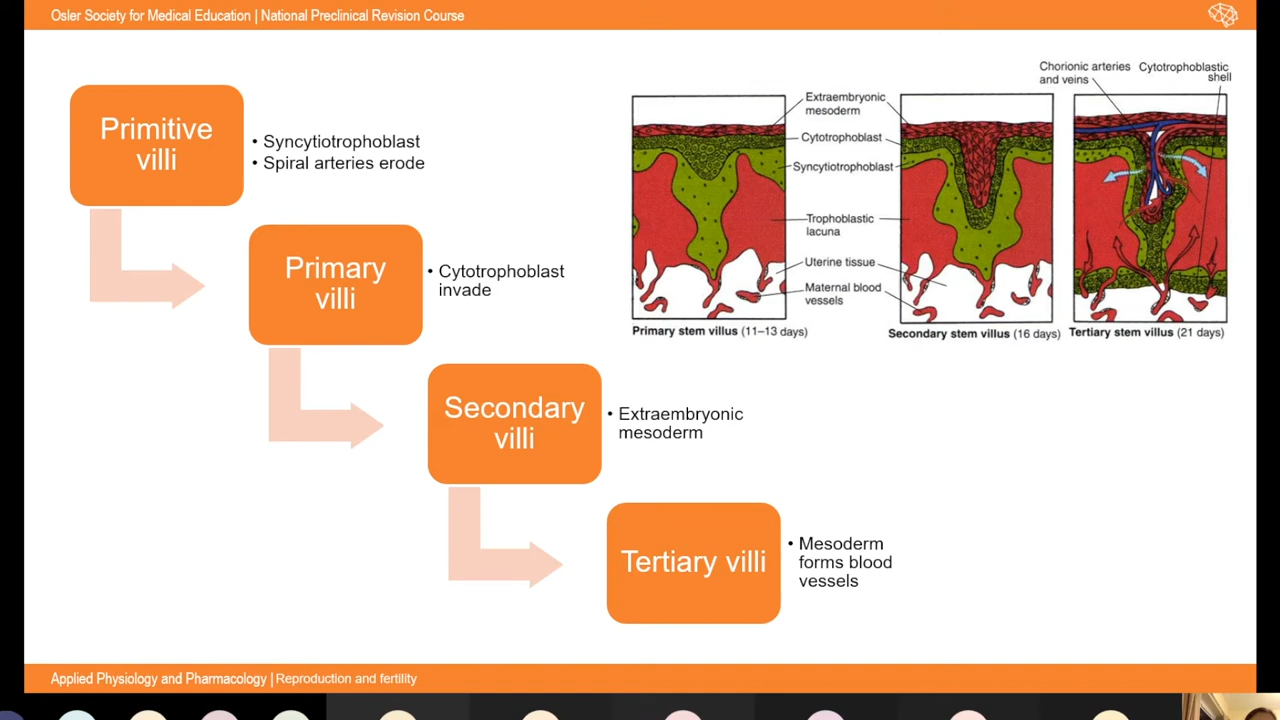 Osler Society for Medical Education | National Preclinical Revision Course
Primitive
villi
• Syncytiotrophoblast
• Spiral arteries erode
Primary
villi
• Cytotrophoblast
invade
Secondary
villi
• Extraembryonic
mesoderm
Tertiary villi
• Mesoderm
forms blood
vessels
Chorionic arteries
and veins
Cytotrophoblastic
shell
Extraembryonic
mesoderm
Cytotrophoblast
Syncytiotrophoblast
Trophoblastic
lacuna
Uterine tissue
Maternal blood
vessels
Primary stem villus (11–13 days)
Secondary stem villus (16 days)
Tertiary stem villus (21 days)
Applied Physiology and Pharmacology | Reproduction and fertility